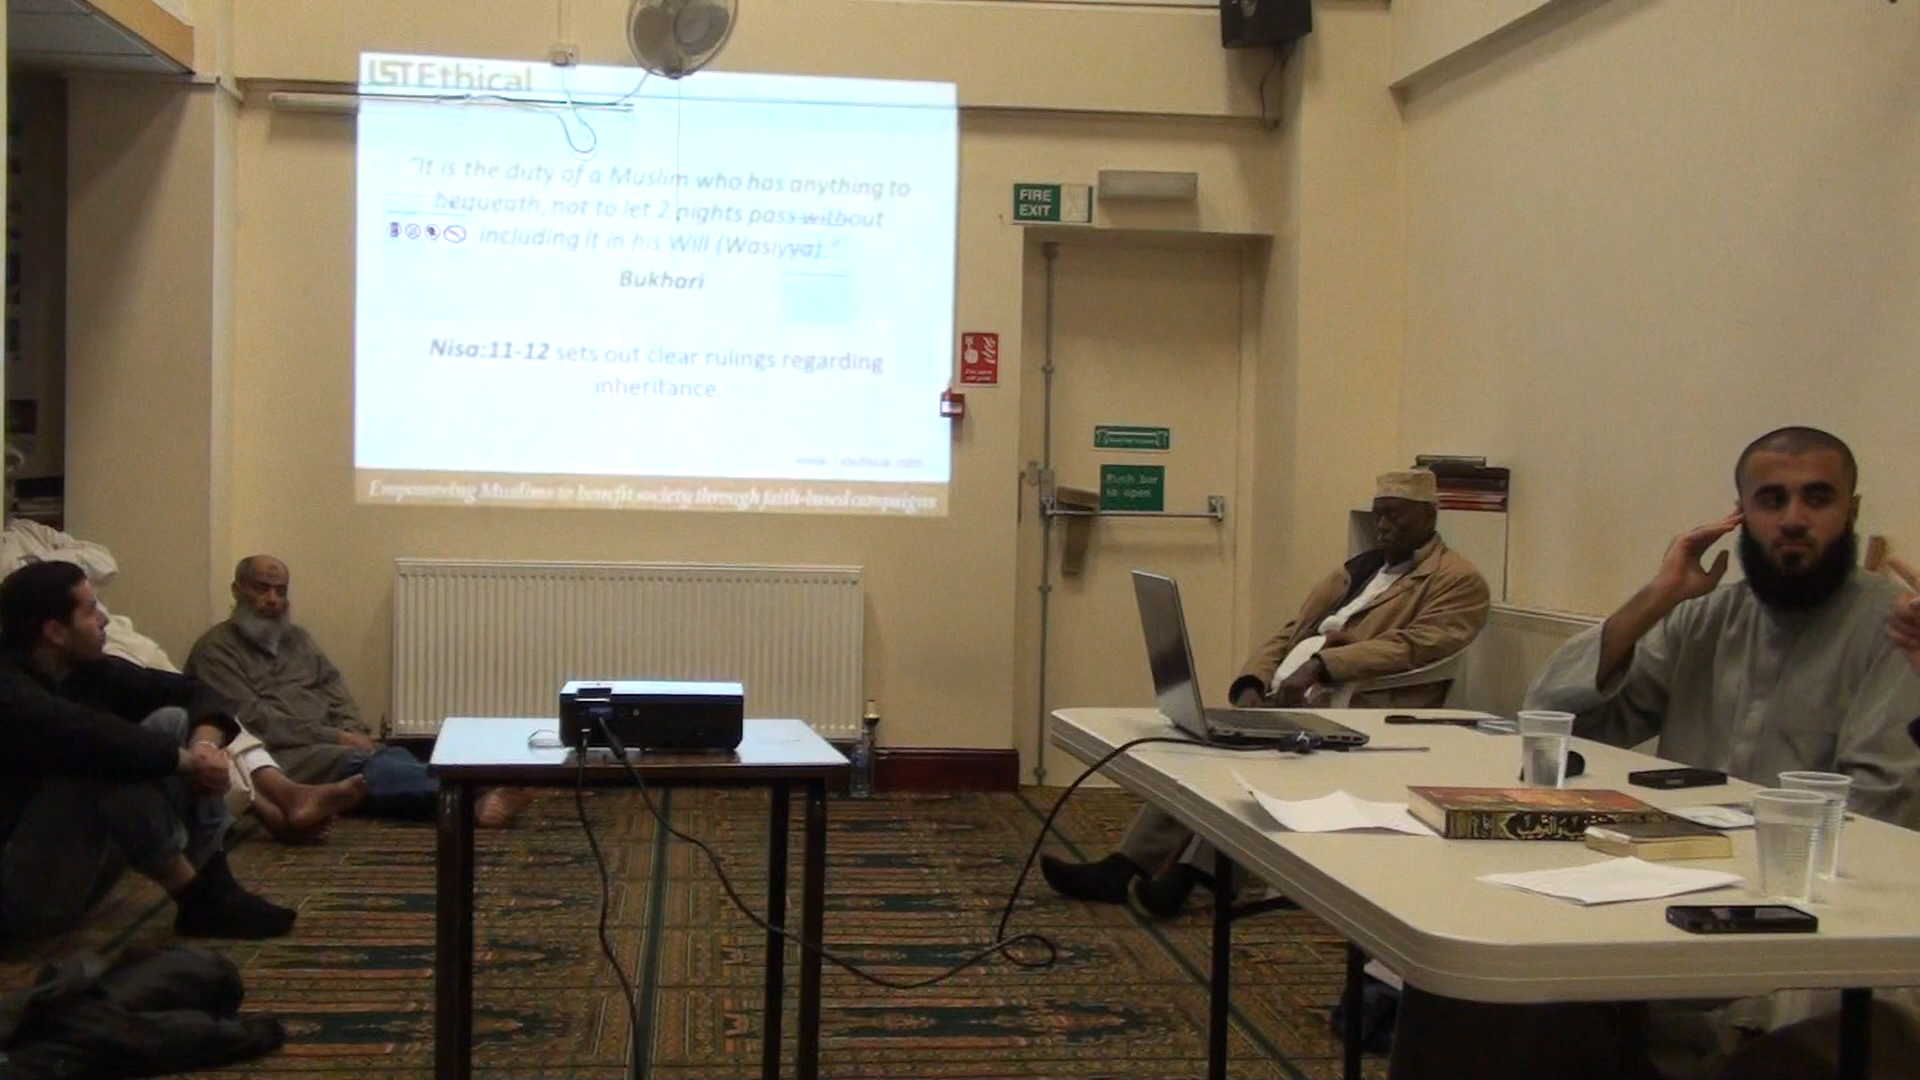 1STEthical
"It is the duty of a Muslim who has anything to
bequeath, not to let 2 nights pass without
including it in his Will (Wasiyya)."
Bukhari
Nisa:11-12 sets out clear rulings regarding
inheritance
Empowering Muslims to benefit society through faith-based campaigns
FIRE
EXIT
Push bar
to open